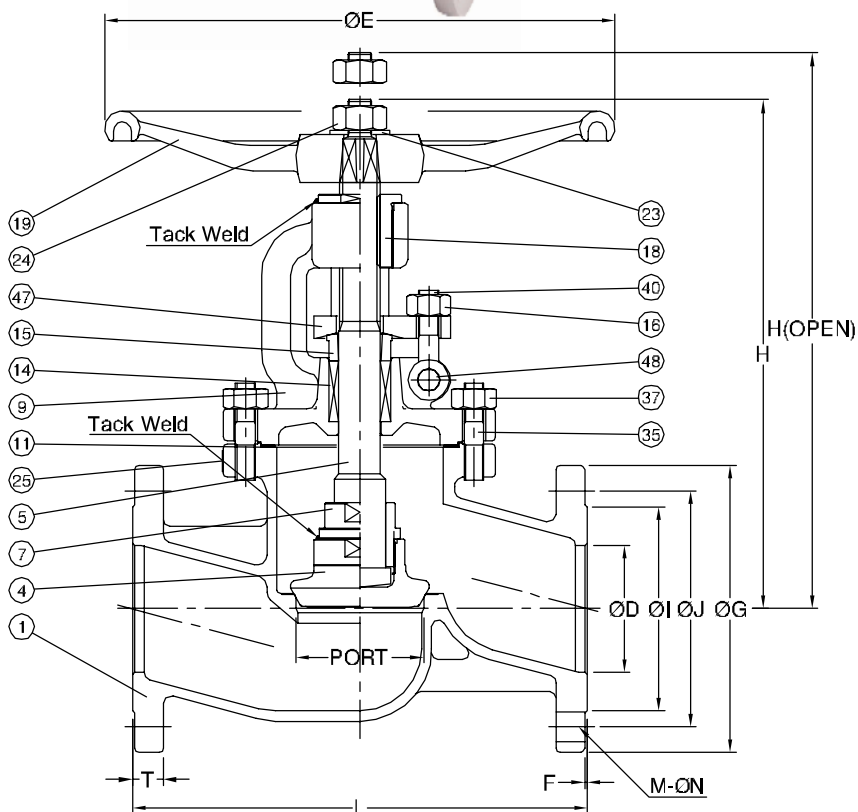 ØE
19
Tack Weld
23
24
18
47
40
15
16
H
H(OPEN)
14
48
9
37
Tack Weld
11
35
25
5
7
4
ØD
ØI
ØJ
ØG
1
PORT
T
F
M-ØN
L